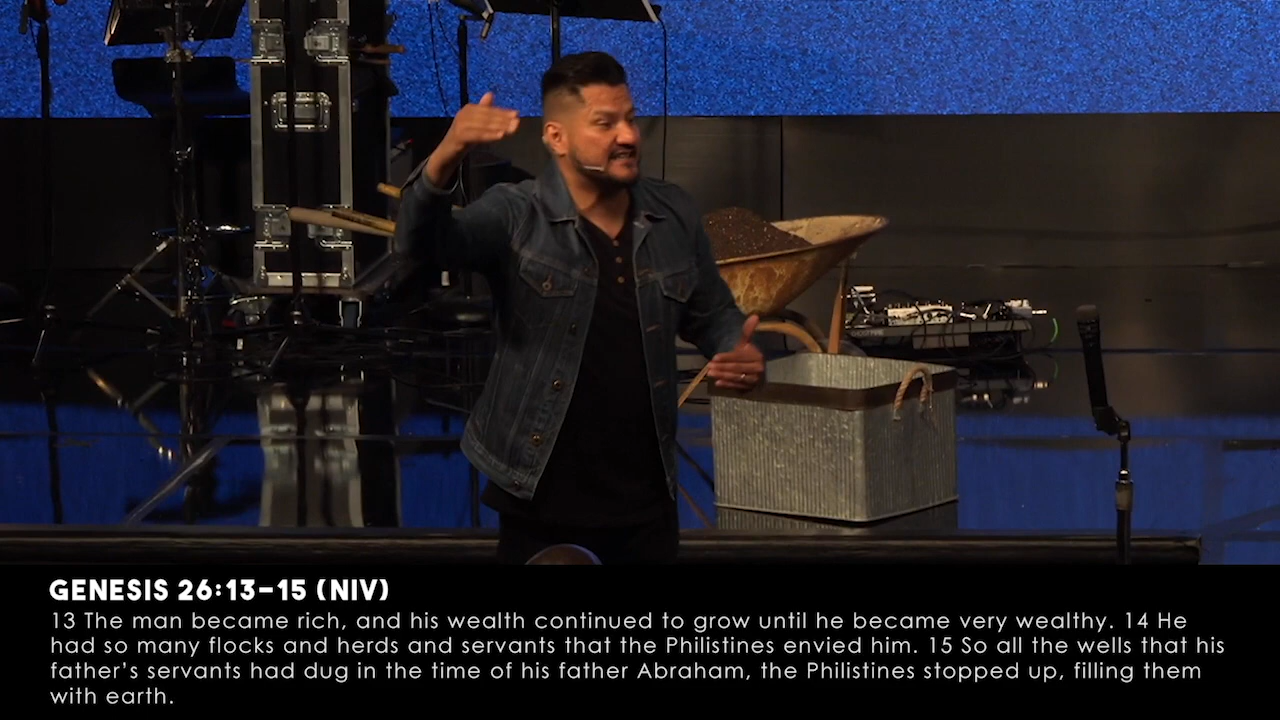 GENESIS 26:13-15 (NIV)
13 The man became rich, and his wealth continued to grow until he became very wealthy. 14 He
had so many flocks and herds and servants that the Philistines envied him. 15 So all the wells that his
father's servants had dug in the time of his father Abraham, the Philistines stopped up, filling them
with earth.